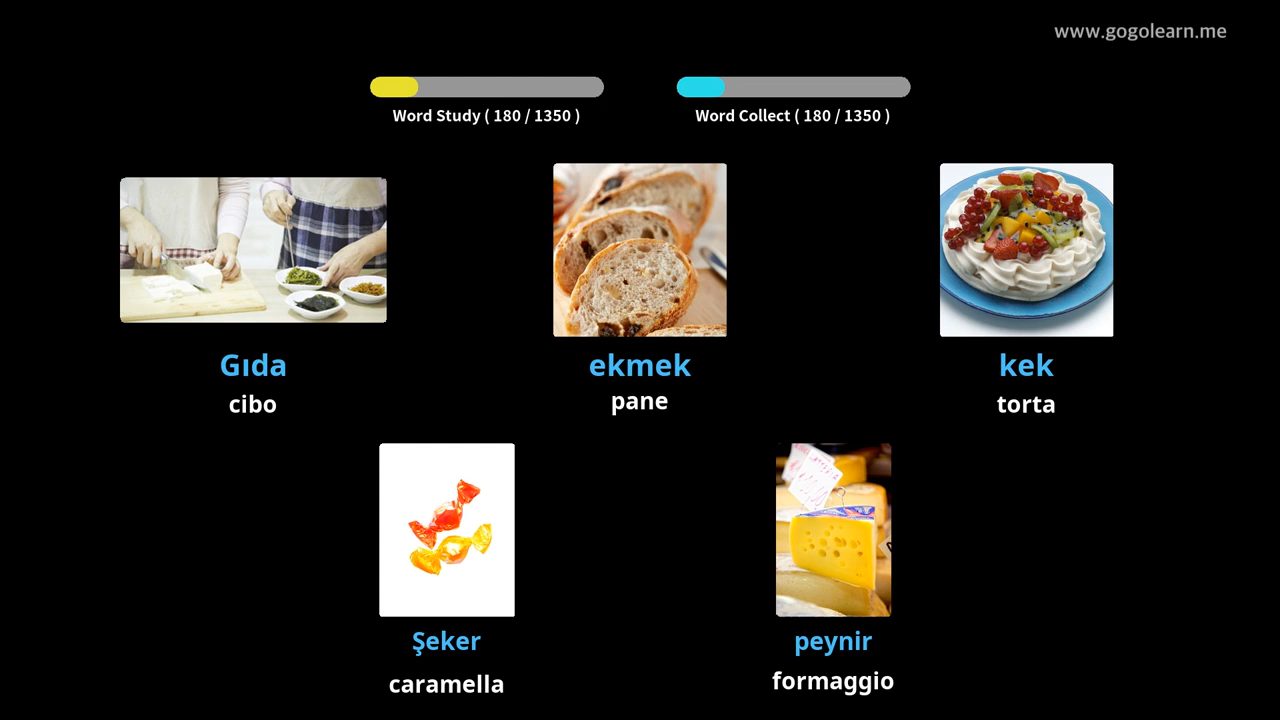 www.gogolearn.me
Word Study ( 180 / 1350 )
Word Collect ( 180 / 1350 )
Gıda
cibo
ekmek
pane
kek
torta
Şeker
caramella
peynir
formaggio